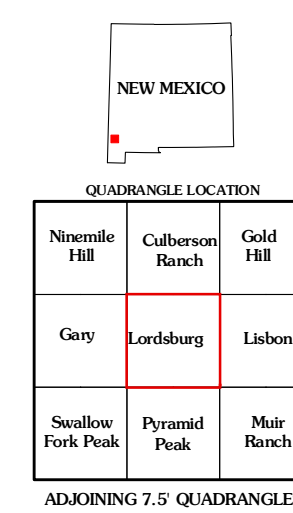 NEW MEXICO
QUADRANGLE LOCATION
Ninemile
Hill
Culberson
Ranch
Gold
Hill
Gary
Lordsburg
Lisbon
Swallow
Fork Peak
Pyramid
Peak
Muir
Ranch
ADJOINING 7.5' QUADRANGLE